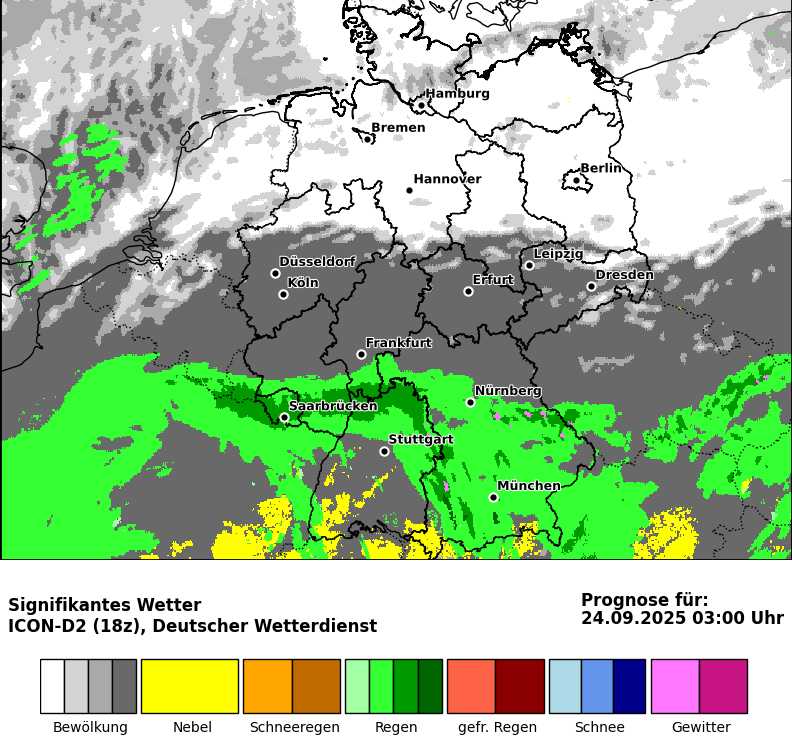 Hamburg
Bremen
Berlin
Hannover
Leipzig
Düsseldorf
Dresden
Köln
Erfurt
Frankfurt
Nürnberg
Saarbrücken
Stuttgart
München
Signifikantes Wetter
ICON-D2 (18z), Deutscher Wetterdienst
Prognose für:
24.09.2025 03:00 Uhr
Bewölkung Nebel Schneeregen Regen gefr. Regen Schnee Gewitter